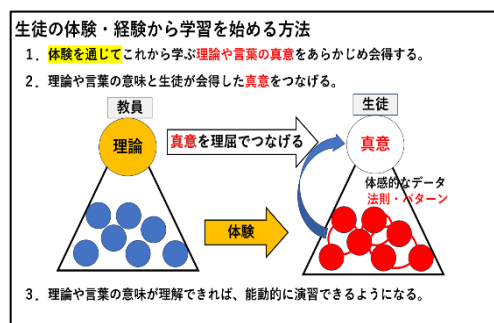 生徒の体験・経験から学習を始める方法
1．体験を通じてこれから学ぶ理論や言葉の真意をあらかじめ会得する。
2．理論や言葉の意味と生徒が会得した真意をつなげる。
教員
生徒
理論
真意を理屈でつなげる
真意
体感的なデータ
法則・パターン
体験
3．理論や言葉の意味が理解できれば、能動的に演習できるようになる。